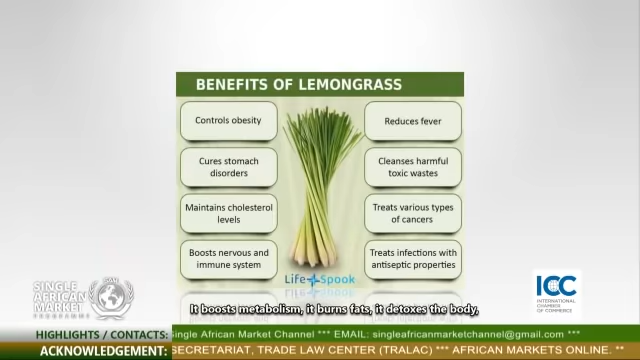 BENEFITS OF LEMONGRASS
Controls obesity
Reduces fever
Cures stomach
disorders
Cleanses harmful
toxic wastes
Maintains cholesterol
levels
Treats various types
of cancers
Boosts nervous and
immune system
Treats infections with
antiseptic properties
Life Spook
It boosts metabolism, it burns fats, it detoxes the body,
SINGLE
AFRICAN
MARKET
PROGRAMME
ICC
INTERNATIONAL
CHAMBER
OF COMMERCE
HIGHLIGHTS / CONTACTS: Single African Market Channel *** EMAIL: singleafricanmarketchannel@gmail.com ***
ACKNOWLEDGEMENT: SECRETARIAT, TRADE LAW CENTER (TRALAC) *** AFRICAN MARKETS ONLINE. **